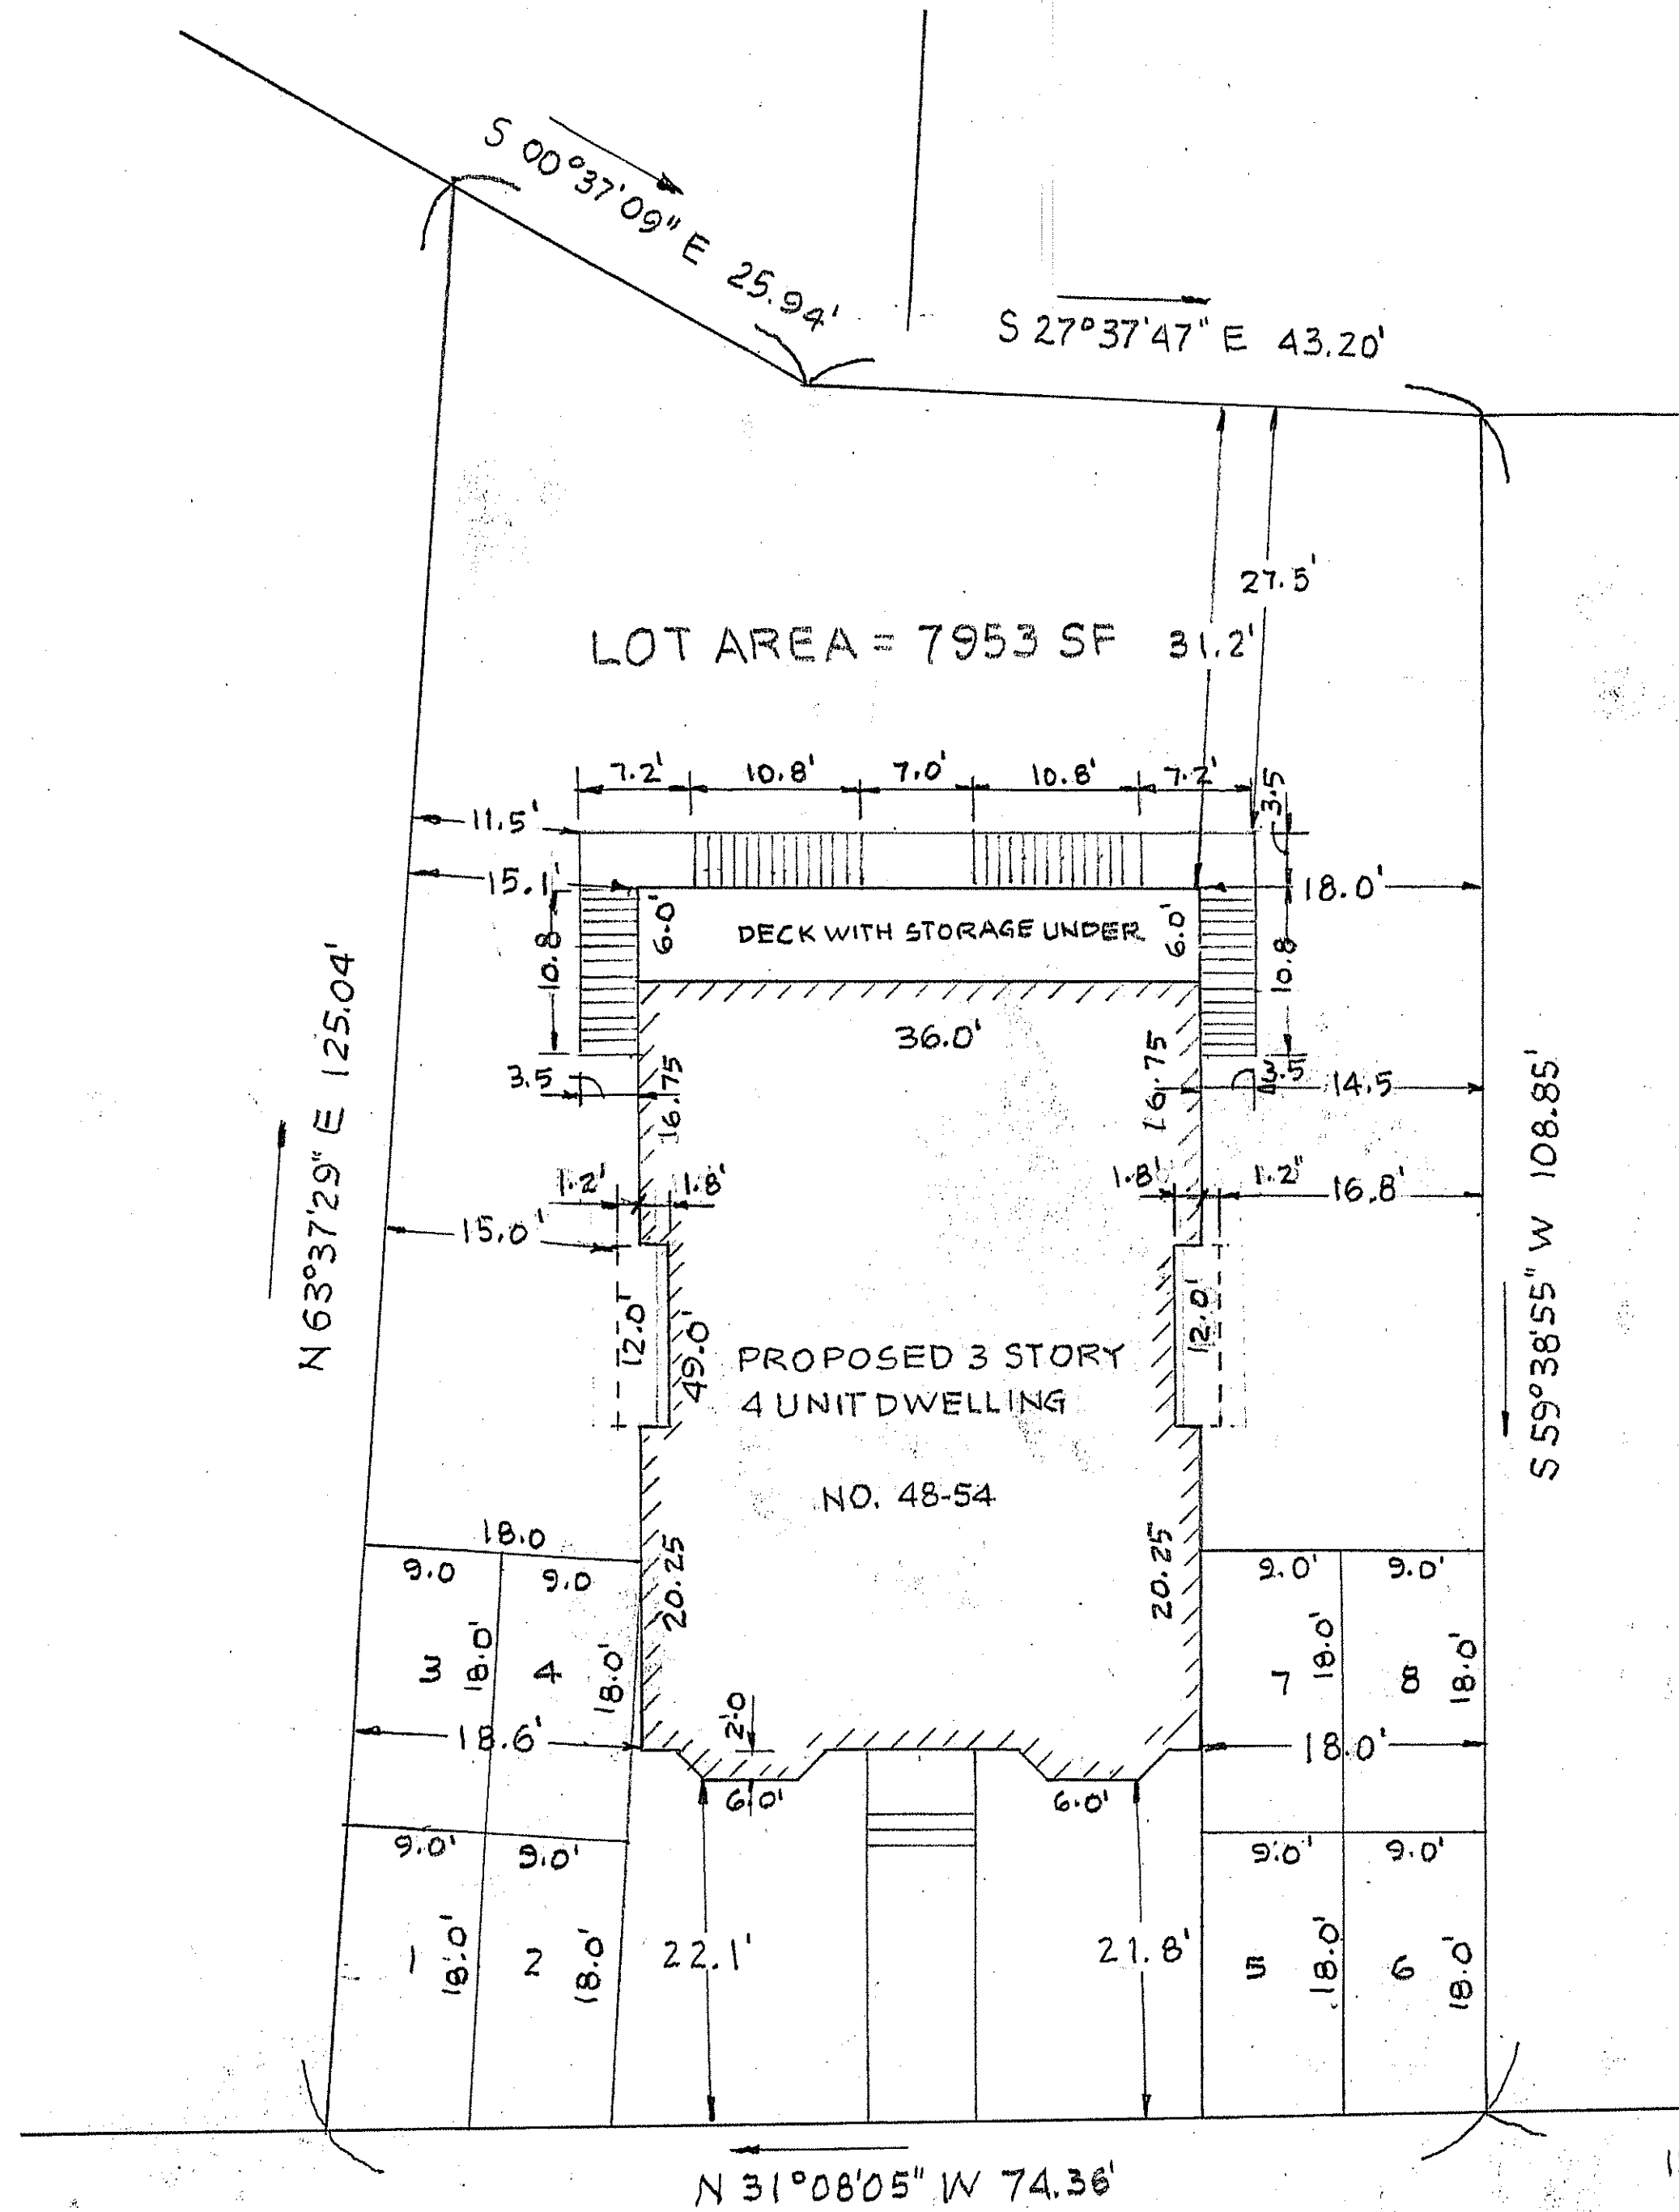 S 00°37'09" E 25.94'
S 27°37'47" E 43.20'
27.5'
LOT AREA = 7953 SF
31.2'
7.2' 10.8' 7.0' 10.8' 7.2'
3.5
11.5'
15.1'
18.0'
10.8
6.0'
DECK WITH STORAGE UNDER
6.0'
10.8
N 63°37'29" E 125.04'
36.0'
3.5
16.75
16.75
3.5
14.5
S 59°38'55" W 108.85'
1.2' 1.8'
1.8' 1.2"
16.8'
15.0'
12.0'
49.0'
12.0'
PROPOSED 3 STORY
4 UNIT DWELLING
NO. 48-54
18.0
9.0 9.0
20.25
20.25
9.0' 9.0'
3 18.0' 4 18.0'
7 18.0' 8 18.0'
2'.0
18.6'
18.0'
6.0'
6.0'
9.0' 9.0'
9.0' 9.0'
1 18.0' 2 18.0'
22.1'
21.8'
5 18.0' 6 18.0'
N 31°08'05" W 74.36'